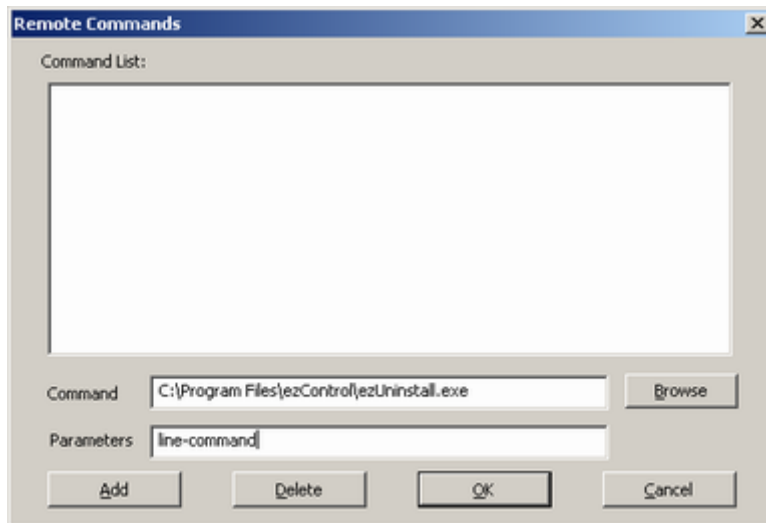 Remote Commands
Command List:
Command C:\Program Files\ezControl\ezUninstall.exe Browse
Parameters line-command
Add Delete OK Cancel